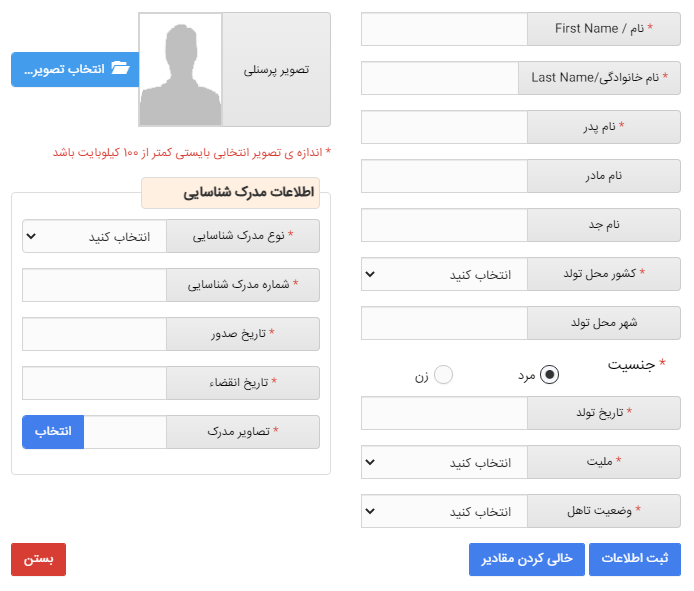 * نام / First Name
* نام خانوادگی/Last Name
* نام پدر
نام مادر
نام جد
* کشور محل تولد
انتخاب کنید
شهر محل تولد
* جنسیت
مرد
زن
* تاریخ تولد
* ملیت
انتخاب کنید
* وضعیت تاهل
انتخاب کنید
تصویر پرسنلی
انتخاب تصویر...
* اندازه ی تصویر انتخابی بایستی کمتر از ۱۰۰ کیلوبایت باشد
اطلاعات مدرک شناسایی
* نوع مدرک شناسایی
انتخاب کنید
* شماره مدرک شناسایی
* تاریخ صدور
* تاریخ انقضاء
* تصاویر مدرک
انتخاب
ثبت اطلاعات
خالی کردن مقادیر
بستن